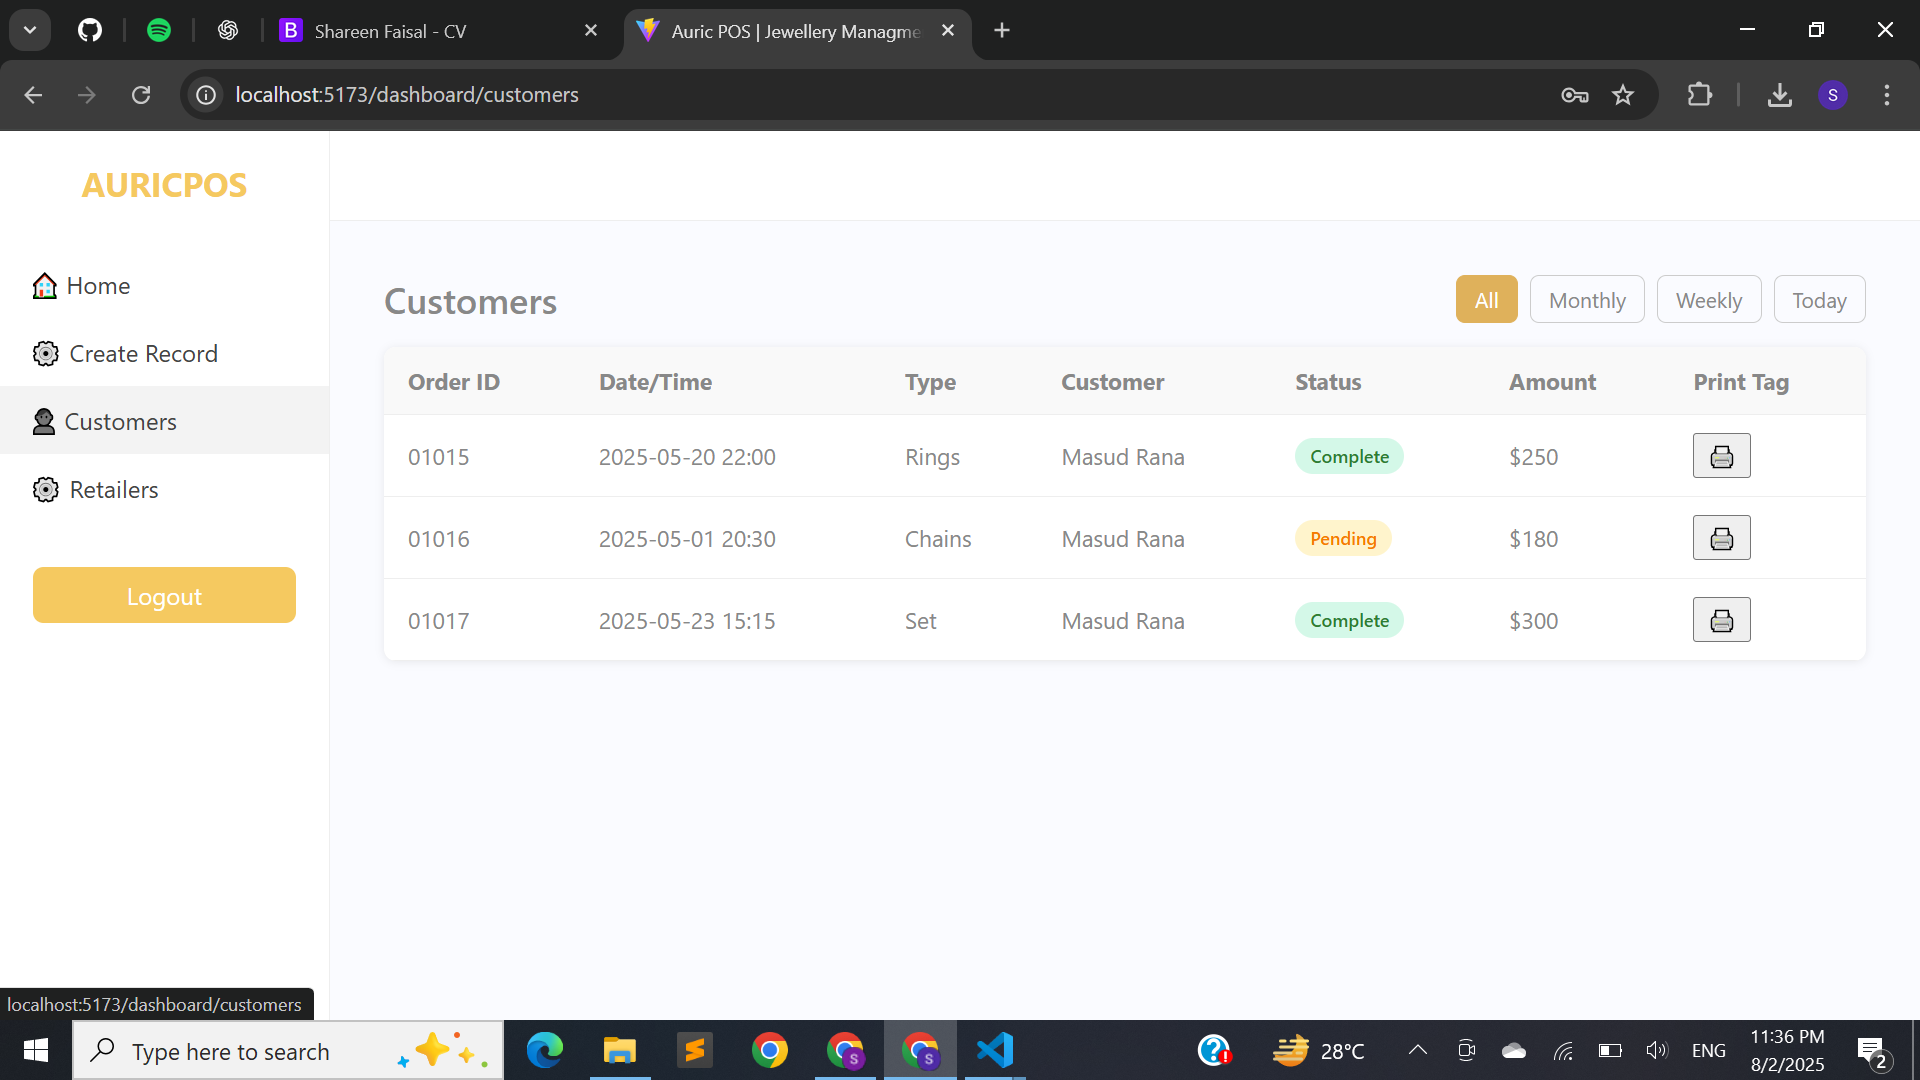 Shareen Faisal - CV
Auric POS | Jewellery Managme
localhost:5173/dashboard/customers
S
AURICPOS
Home
Create Record
Customers
Retailers
Logout
Customers
All Monthly Weekly Today
Order ID Date/Time Type Customer Status Amount Print Tag
01015 2025-05-20 22:00 Rings Masud Rana Complete $250
01016 2025-05-01 20:30 Chains Masud Rana Pending $180
01017 2025-05-23 15:15 Set Masud Rana Complete $300
localhost:5173/dashboard/customers
Type here to search
28°C
ENG
11:36 PM
8/2/2025
2